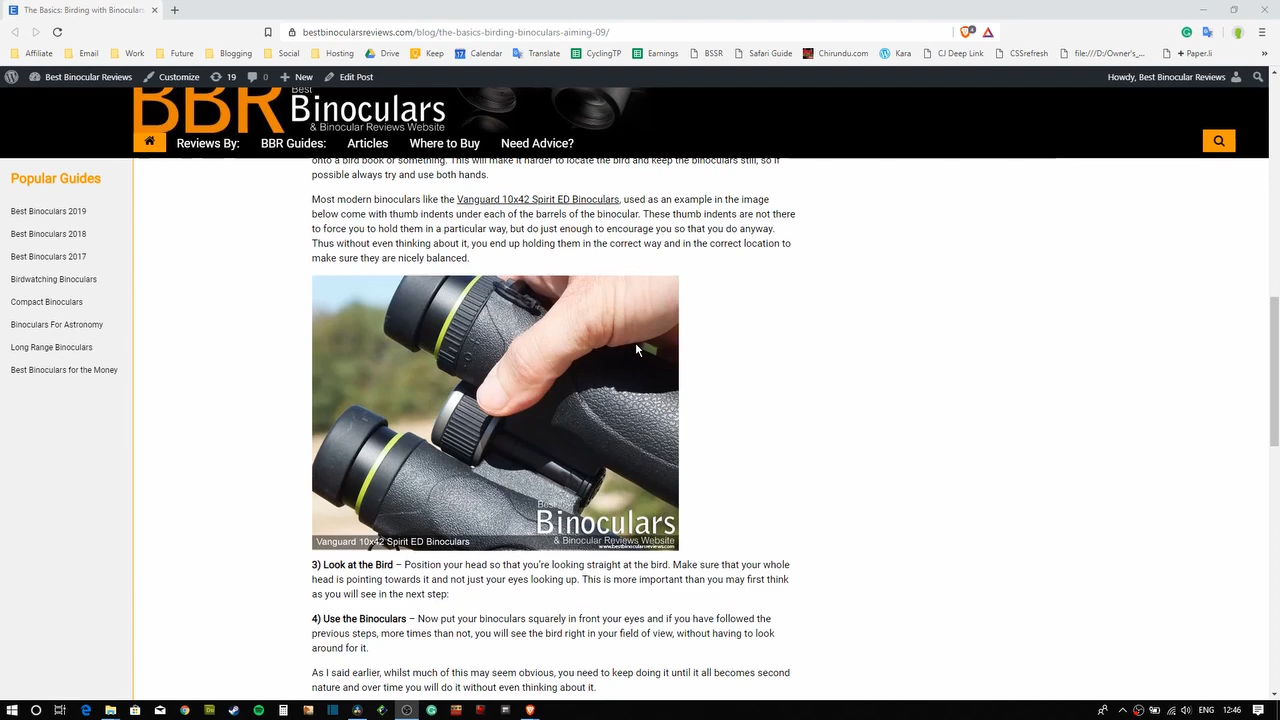 The Basics: Birding with Binoculars
bestbinocularsreviews.com/blog/the-basics-birding-binoculars-aiming-09/
Affiliate Email Work Future Blogging Social Hosting Drive Keep Calendar Translate CyclingTP Earnings BSSR Safari Guide Chirundu.com Kara CJ Deep Link CSSrefresh file:///D:/Owner's_... + Paper.li »
Best Binocular Reviews Customize 19 0 New Edit Post Howdy, Best Binocular Reviews
BBR Best
Binoculars
& Binocular Reviews Website
Reviews By: BBR Guides: Articles Where to Buy Need Advice?
Popular Guides
Best Binoculars 2019
Best Binoculars 2018
Best Binoculars 2017
Birdwatching Binoculars
Compact Binoculars
Binoculars For Astronomy
Long Range Binoculars
Best Binoculars for the Money
onto a bird book or something. This will make it harder to locate the bird and keep the binoculars still, so if
possible always try and use both hands.
Most modern binoculars like the Vanguard 10x42 Spirit ED Binoculars, used as an example in the image
below come with thumb indents under each of the barrels of the binocular. These thumb indents are not there
to force you to hold them in a particular way, but do just enough to encourage you so that you do anyway.
Thus without even thinking about it, you end up holding them in the correct way and in the correct location to
make sure they are nicely balanced.
Best
Binoculars
& Binocular Reviews Website
www.bestbinocularsreviews.com
Vanguard 10x42 Spirit ED Binoculars
3) Look at the Bird – Position your head so that you're looking straight at the bird. Make sure that your whole
head is pointing towards it and not just your eyes looking up. This is more important than you may first think
as you will see in the next step:
4) Use the Binoculars – Now put your binoculars squarely in front your eyes and if you have followed the
previous steps, more times than not, you will see the bird right in your field of view, without having to look
around for it.
As I said earlier, whilst much of this may seem obvious, you need to keep doing it until it all becomes second
nature and over time you will do it without even thinking about it.
ENG 12:46